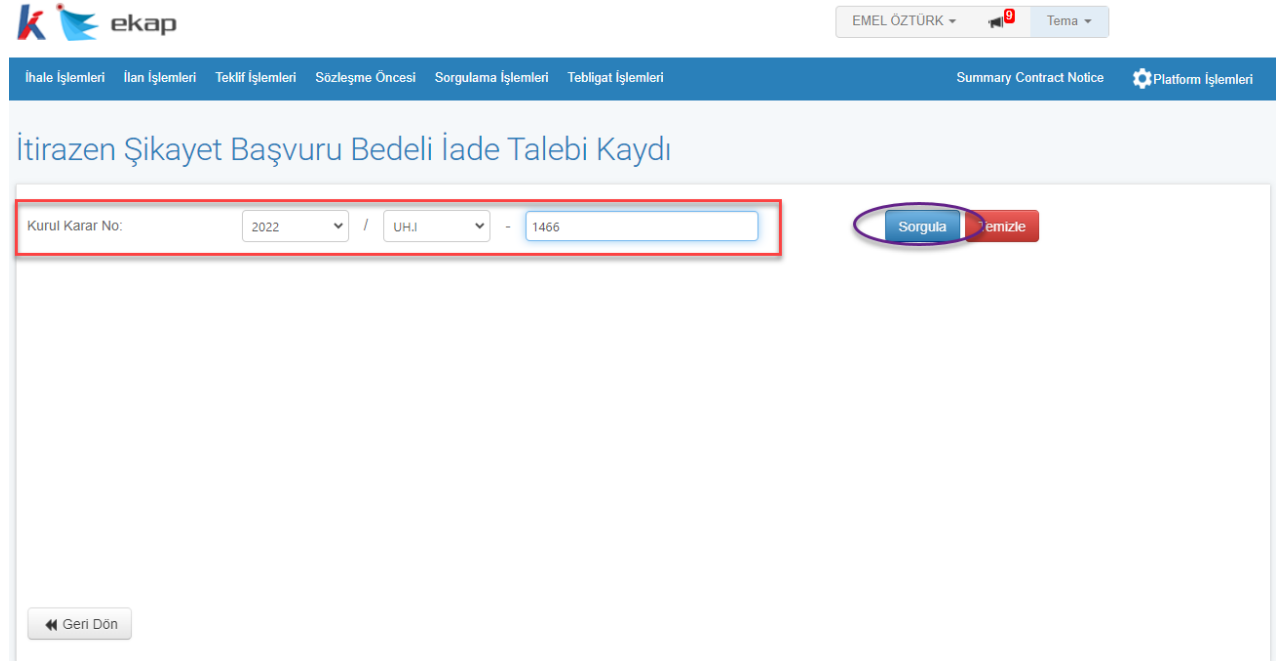 ekap
EMEL ÖZTÜRK 9 Tema
İhale İşlemleri İlan İşlemleri Teklif İşlemleri Sözleşme Öncesi Sorgulama İşlemleri Tebligat İşlemleri Summary Contract Notice Platform İşlemleri
İtirazen Şikayet Başvuru Bedeli İade Talebi Kaydı
Kurul Karar No: 2022 / UH.I - 1466 Sorgula Temizle
Geri Dön